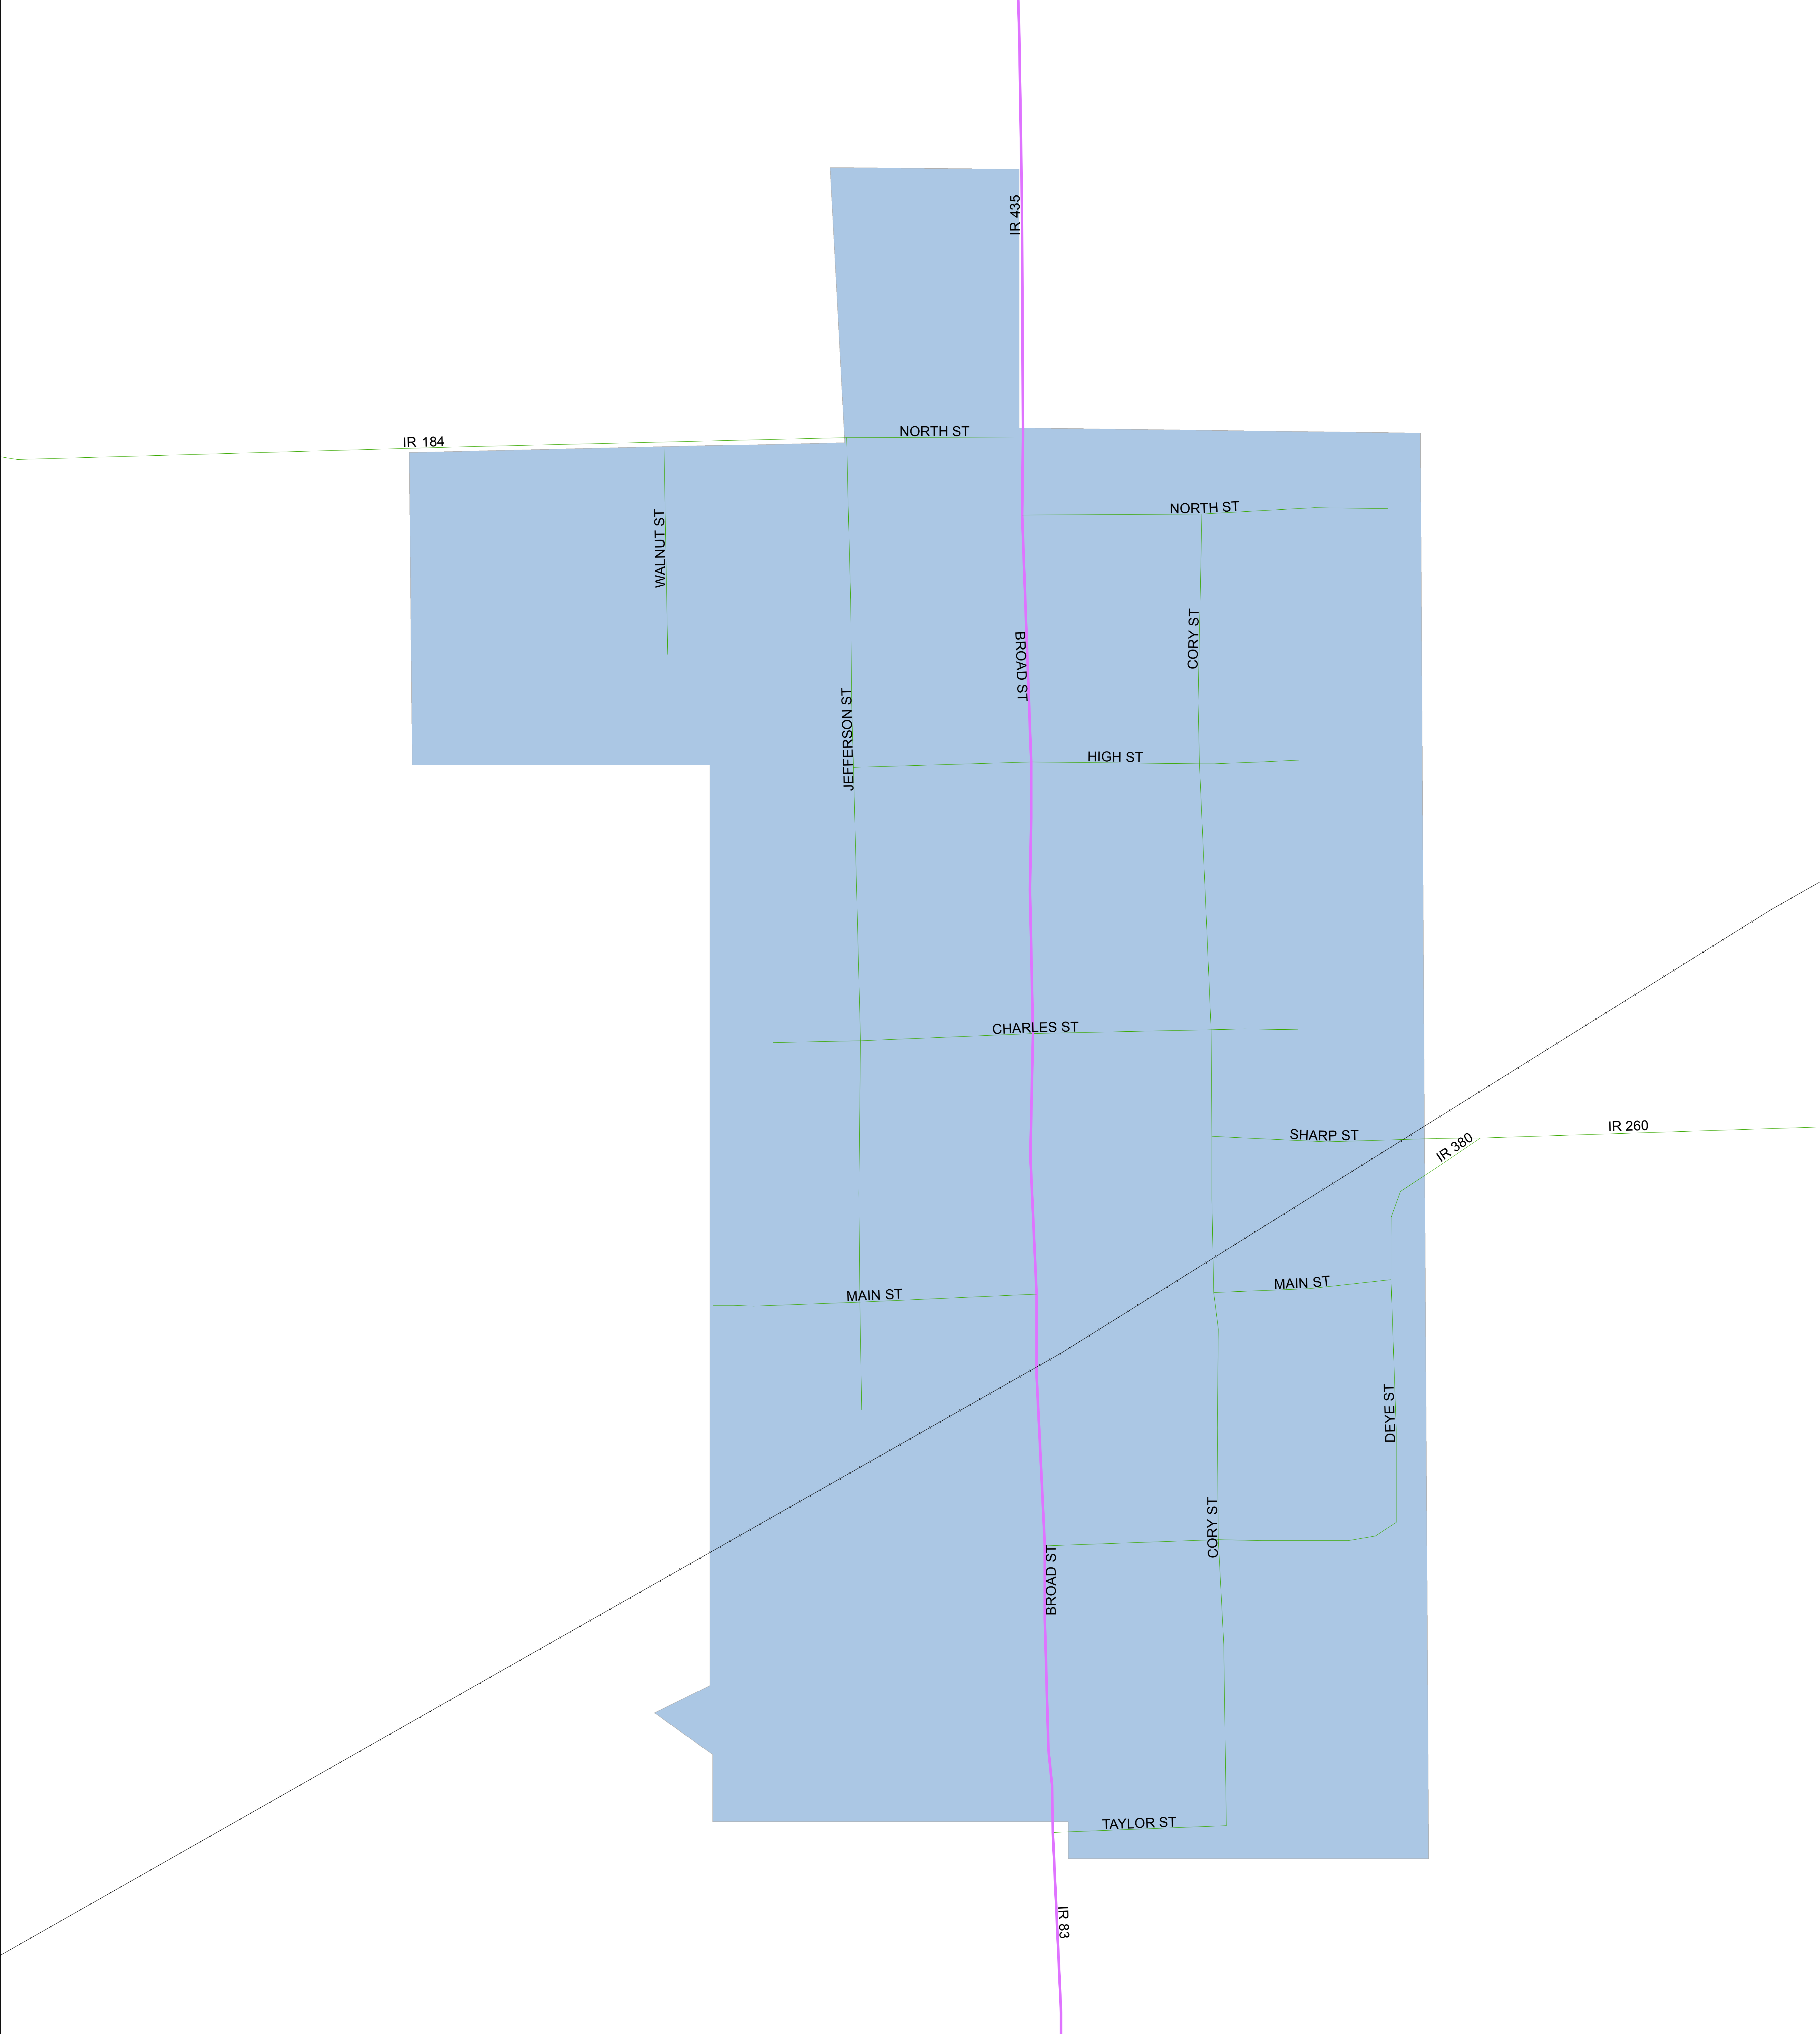 IR 435
NORTH ST
IR 184
NORTH ST
WALNUT ST
CORY ST
BROAD ST
JEFFERSON ST
HIGH ST
CHARLES ST
IR 260
SHARP ST
IR 380
MAIN ST
MAIN ST
DEYE ST
CORY ST
BROAD ST
TAYLOR ST
IR 83